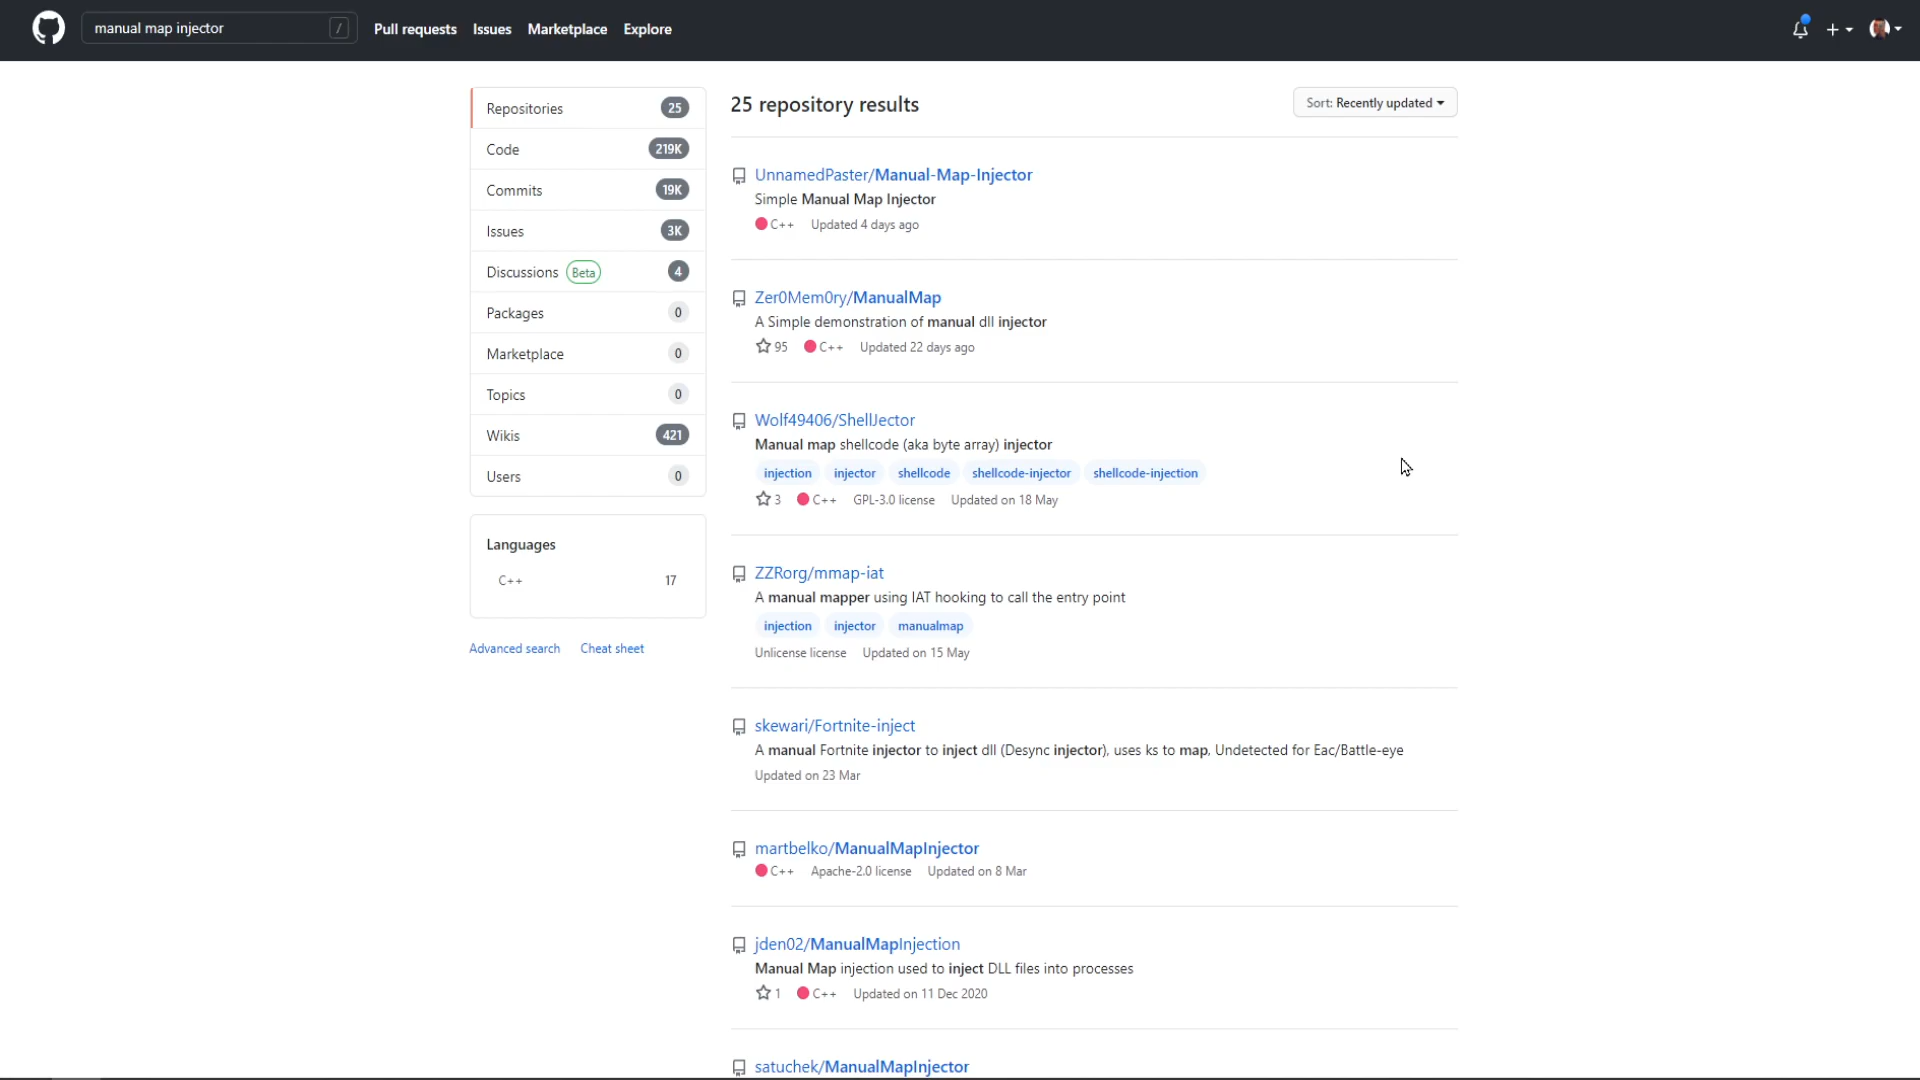 manual map injector /
Pull requests Issues Marketplace Explore
Repositories 25
Code 219K
Commits 19K
Issues 3K
Discussions Beta 4
Packages 0
Marketplace 0
Topics 0
Wikis 421
Users 0
Languages
C++ 17
Advanced search Cheat sheet
25 repository results
Sort: Recently updated
UnnamedPaster/Manual-Map-Injector
Simple Manual Map Injector
C++ Updated 4 days ago
Zer0Mem0ry/ManualMap
A Simple demonstration of manual dll injector
95 C++ Updated 22 days ago
Wolf49406/ShellJector
Manual map shellcode (aka byte array) injector
injection injector shellcode shellcode-injector shellcode-injection
3 C++ GPL-3.0 license Updated on 18 May
ZZRorg/mmap-iat
A manual mapper using IAT hooking to call the entry point
injection injector manualmap
Unlicense license Updated on 15 May
skewari/Fortnite-inject
A manual Fortnite injector to inject dll (Desync injector), uses ks to map, Undetected for Eac/Battle-eye
Updated on 23 Mar
martbelko/ManualMapInjector
C++ Apache-2.0 license Updated on 8 Mar
jden02/ManualMapInjection
Manual Map injection used to inject DLL files into processes
1 C++ Updated on 11 Dec 2020
satuchek/ManualMapInjector